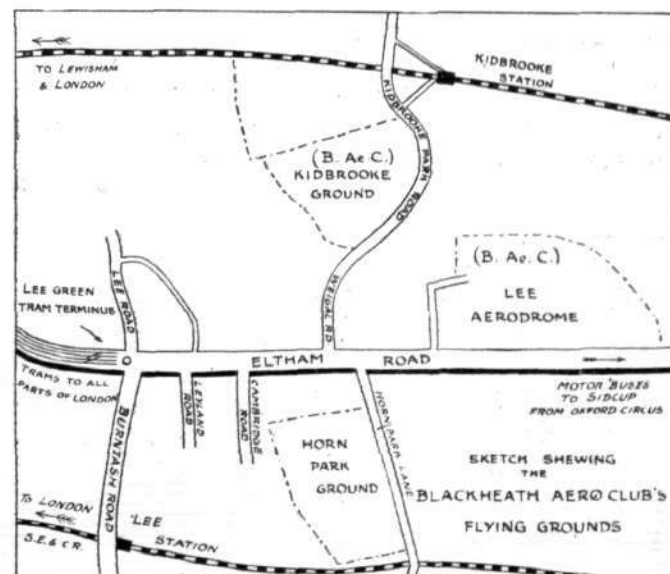 TO LEWISHAM
& LONDON
KIDBROOKE
STATION
KIDBROOKE PARK
ROAD
(B. Ae. C.)
KIDBROOKE
GROUND
(B. Ae. C.)
LEE
AERODROME
LEE GREEN
TRAM TERMINUS
LEE ROAD
WEIGAL RD
ELTHAM ROAD
TRAMS TO ALL
PARTS OF LONDON
LEYLAND
ROAD
CAMBRIDGE
ROAD
MOTOR BUSES
TO SIDCUP
FROM OXFORD CIRCUS
BURNTASH ROAD
HORN PARK LANE
HORN
PARK
GROUND
SKETCH SHEWING
THE
BLACKHEATH AERO CLUB'S
FLYING GROUNDS
TO LONDON
S.E. & C.R.
LEE
STATION